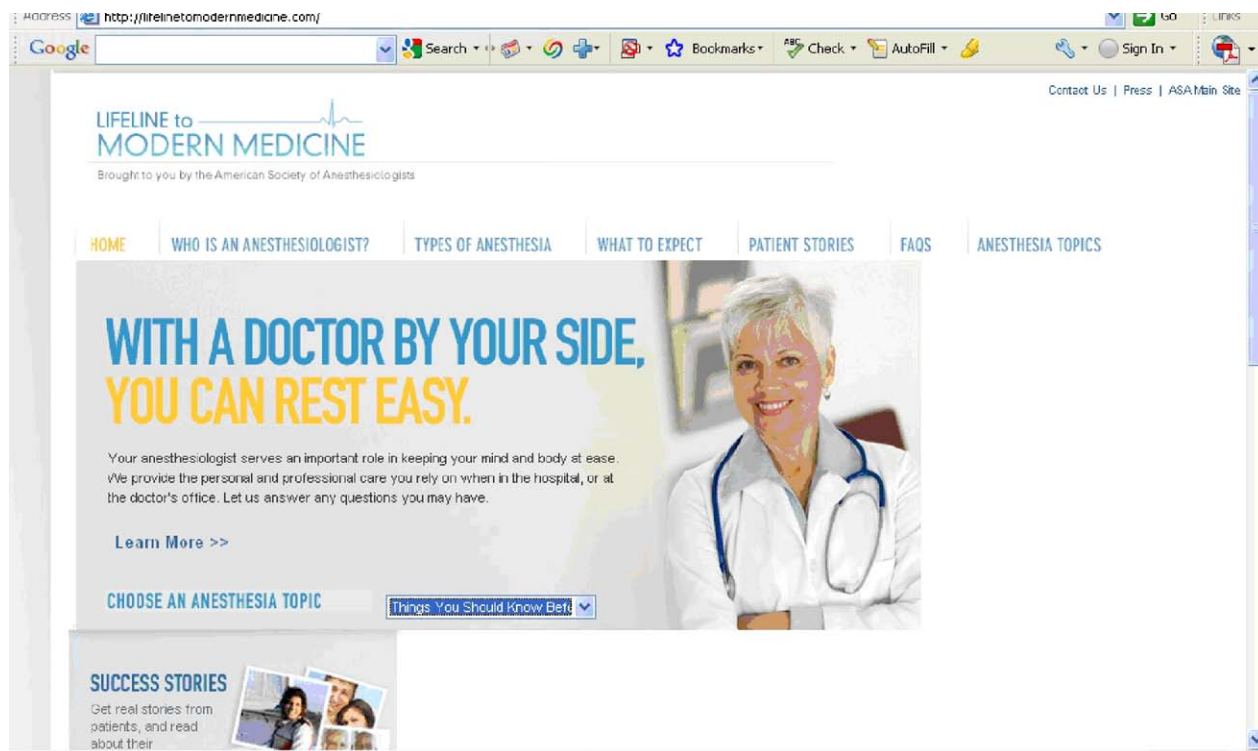 Address http://lifelinetomodernmedicine.com/ Go Links
Google Search Bookmarks ABC Check AutoFill Sign In
Contact Us | Press | ASA Main Site
LIFELINE to
MODERN MEDICINE
Brought to you by the American Society of Anesthesiologists
HOME WHO IS AN ANESTHESIOLOGIST? TYPES OF ANESTHESIA WHAT TO EXPECT PATIENT STORIES FAQS ANESTHESIA TOPICS
WITH A DOCTOR BY YOUR SIDE,
YOU CAN REST EASY.
Your anesthesiologist serves an important role in keeping your mind and body at ease.
We provide the personal and professional care you rely on when in the hospital, or at
the doctor's office. Let us answer any questions you may have.
Learn More >>
CHOOSE AN ANESTHESIA TOPIC Things You Should Know Befo
SUCCESS STORIES
Get real stories from
patients, and read
about their